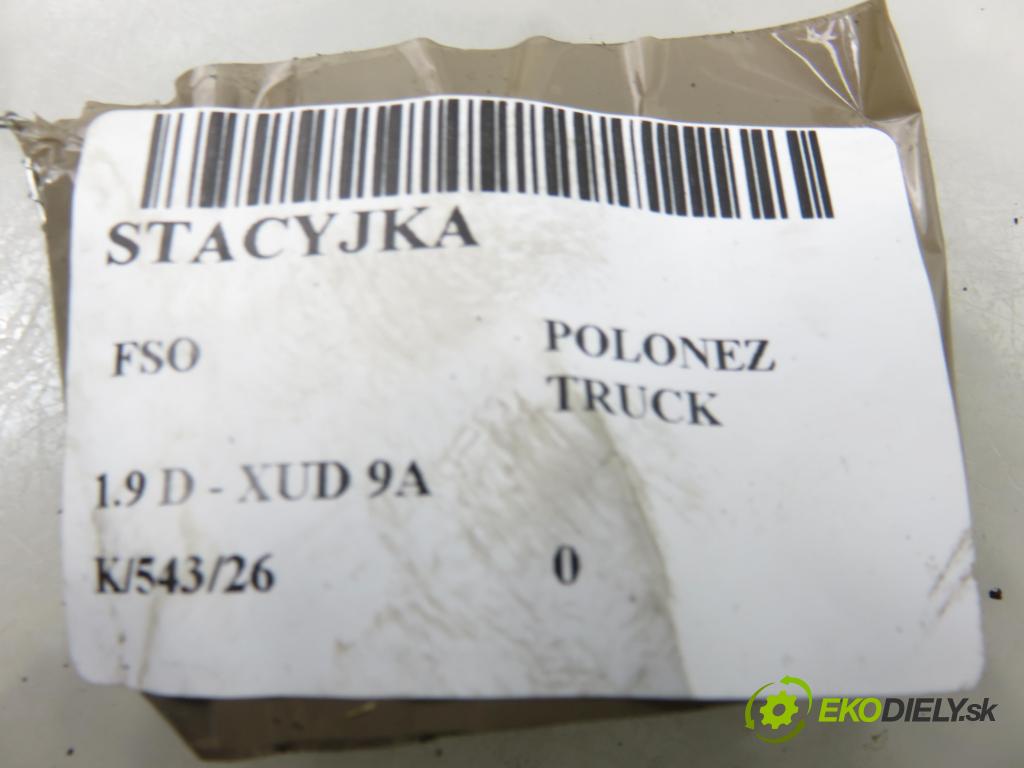 STACYJKA
FSO
POLONEZ
TRUCK
1.9 D - XUD 9A
K/543/26
0
EKODIELY.sk